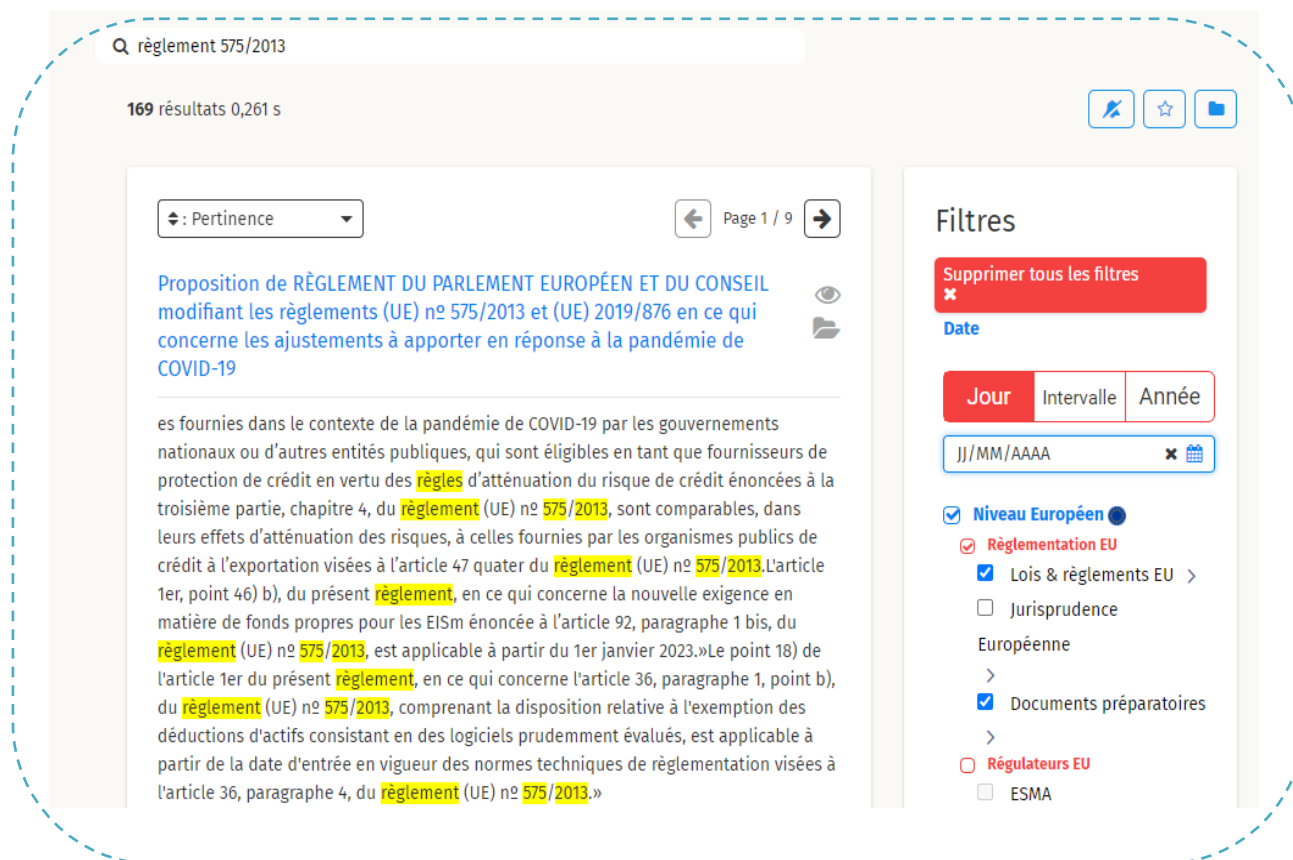 règlement 575/2013
169 résultats 0,261 s
: Pertinence
Page 1 / 9
Proposition de RÈGLEMENT DU PARLEMENT EUROPÉEN ET DU CONSEIL
modifiant les règlements (UE) nº 575/2013 et (UE) 2019/876 en ce qui
concerne les ajustements à apporter en réponse à la pandémie de
COVID-19
es fournies dans le contexte de la pandémie de COVID-19 par les gouvernements
nationaux ou d’autres entités publiques, qui sont éligibles en tant que fournisseurs de
protection de crédit en vertu des règles d’atténuation du risque de crédit énoncées à la
troisième partie, chapitre 4, du règlement (UE) nº 575/2013, sont comparables, dans
leurs effets d’atténuation des risques, à celles fournies par les organismes publics de
crédit à l’exportation visées à l’article 47 quater du règlement (UE) nº 575/2013.L'article
1er, point 46) b), du présent règlement, en ce qui concerne la nouvelle exigence en
matière de fonds propres pour les EISm énoncée à l’article 92, paragraphe 1 bis, du
règlement (UE) nº 575/2013, est applicable à partir du 1er janvier 2023.»Le point 18) de
l'article 1er du présent règlement, en ce qui concerne l'article 36, paragraphe 1, point b),
du règlement (UE) nº 575/2013, comprenant la disposition relative à l'exemption des
déductions d'actifs consistant en des logiciels prudemment évalués, est applicable à
partir de la date d'entrée en vigueur des normes techniques de règlementation visées à
l'article 36, paragraphe 4, du règlement (UE) nº 575/2013.»
Filtres
Supprimer tous les filtres
Date
Jour Intervalle Année
JJ/MM/AAAA
Niveau Européen
Règlementation EU
Lois & règlements EU
Jurisprudence
Européenne
Documents préparatoires
Régulateurs EU
ESMA